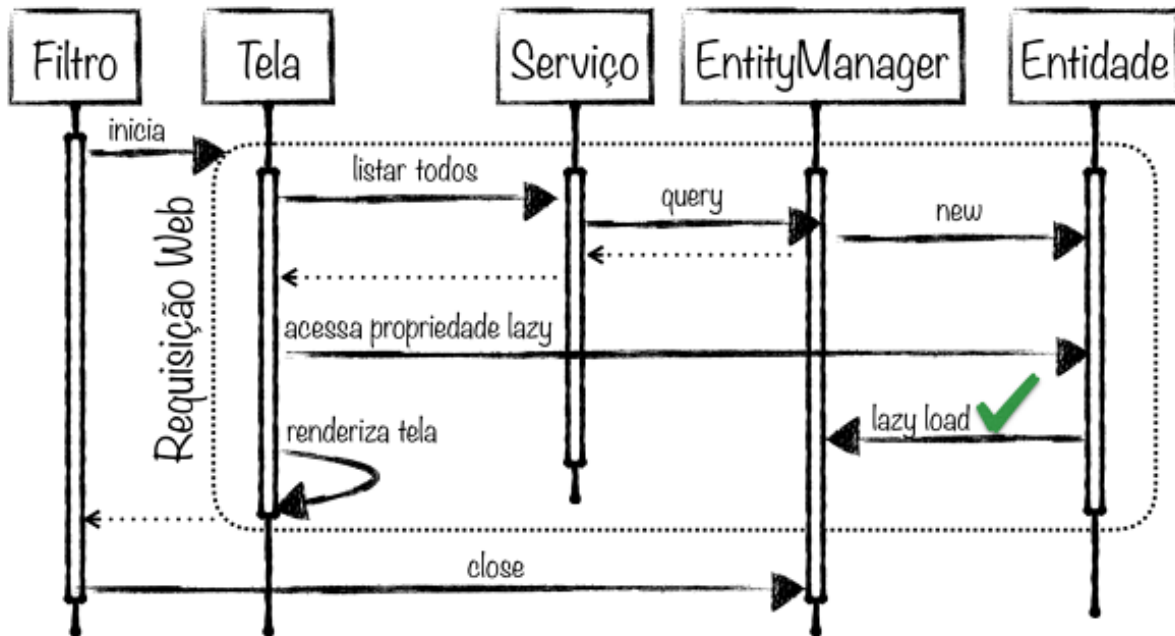 Filtro
Tela
Serviço
EntityManager
Entidade
inicia
listar todos
query
new
Requisição Web
acessa propriedade lazy
lazy load
renderiza tela
close